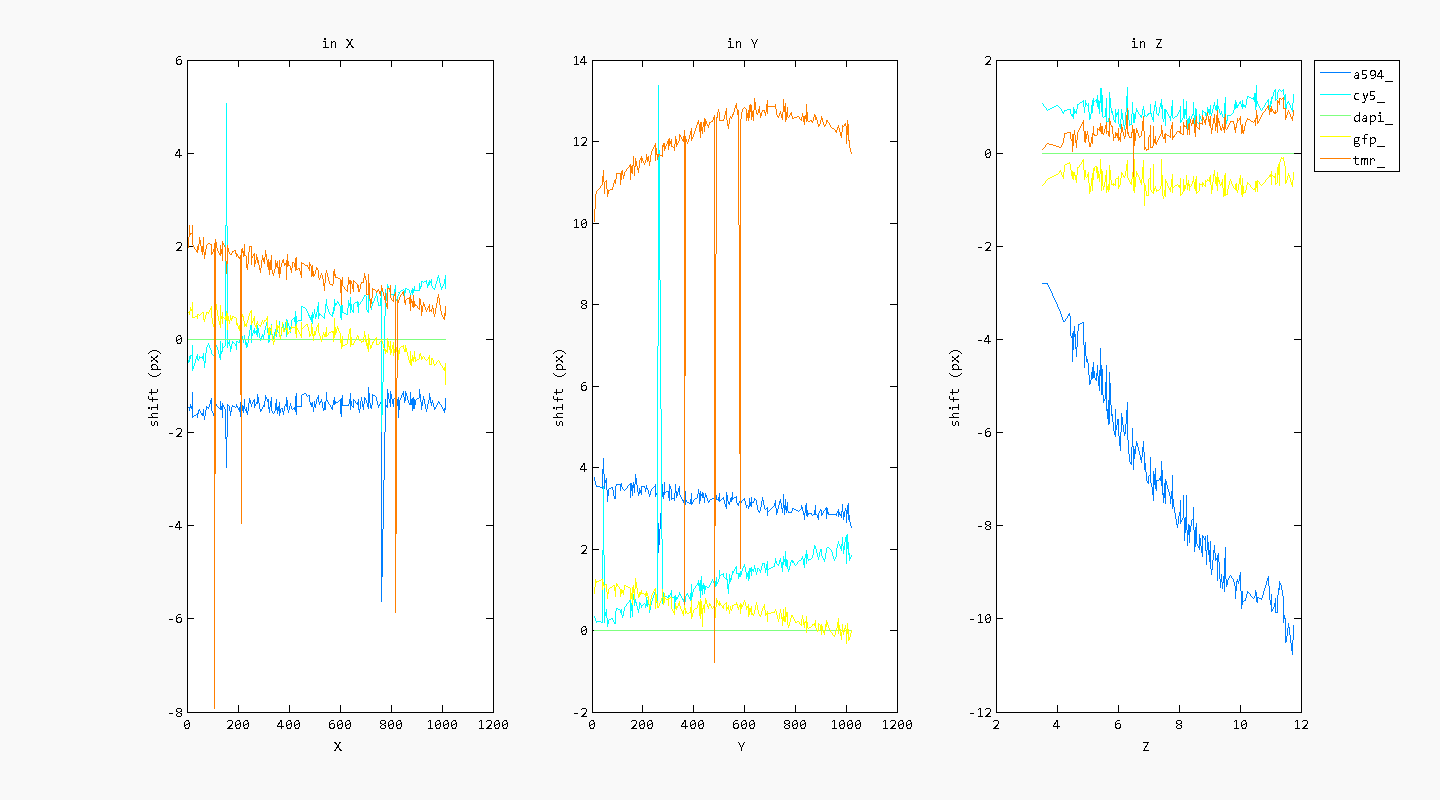 in X
6
4
2
0
-2
-4
-6
-8
0 200 400 600 800 1000 1200
X
shift (px)
in Y
14
12
10
8
6
4
2
0
-2
0 200 400 600 800 1000 1200
Y
shift (px)
in Z
2
0
-2
-4
-6
-8
-10
-12
2 4 6 8 10 12
Z
shift (px)
a594_
cy5_
dapi_
gfp_
tmr_